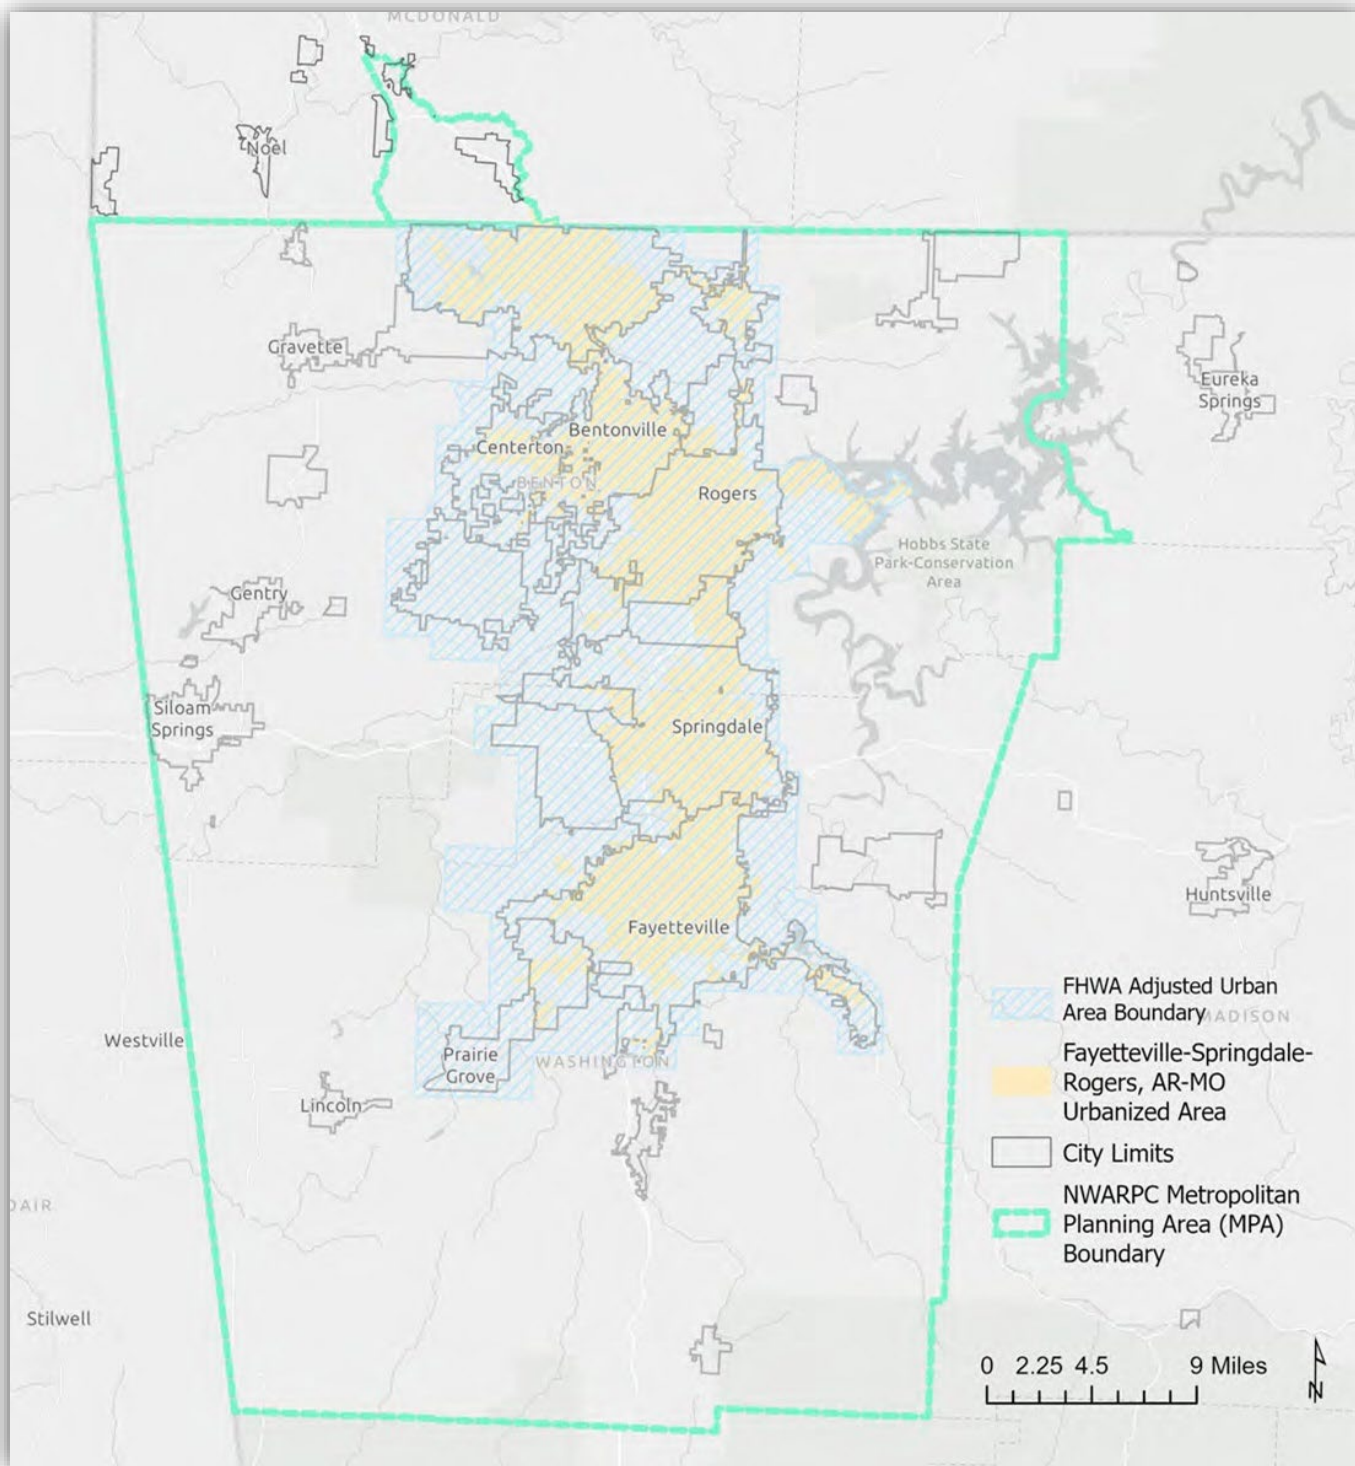 MCDONALD
Noel
Gravette
Eureka
Springs
Bentonville
Centerton
BENTON
Rogers
Hobbs State
Park-Conservation
Area
Gentry
Siloam
Springs
Springdale
Huntsville
Fayetteville
FHWA Adjusted Urban
Area Boundary
MADISON
Westville
Prairie
Grove
WASHINGTON
Fayetteville-Springdale-
Rogers, AR-MO
Urbanized Area
Lincoln
City Limits
NWARPC Metropolitan
Planning Area (MPA)
Boundary
DAIR
Stilwell
0 2.25 4.5 9 Miles
N